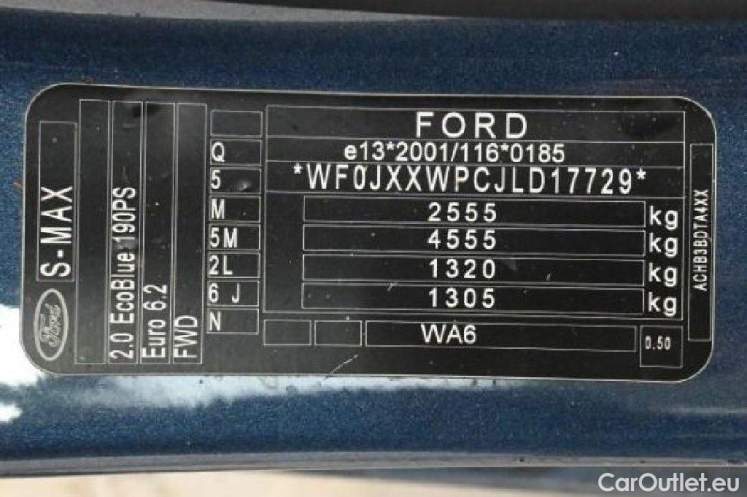 FORD
e13*2001/116*0185
*WF0JXXWPCJLD17729*
2555 kg
4555 kg
1320 kg
1305 kg
WA6
0.50
Q
5
M
5M
2L
6 J
N
S-MAX
2.0 EcoBlue 190PS
Euro 6.2
FWD
Ford
ACHB3BDTA4XX
CarOutlet.eu